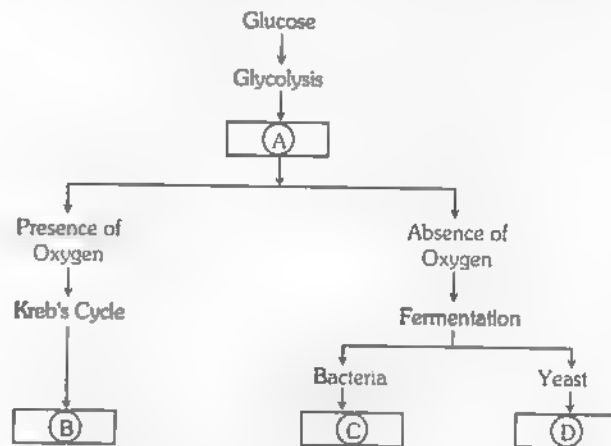 Glucose
Glycolysis
A
Presence of
Oxygen
Absence of
Oxygen
Kreb's Cycle
Fermentation
Bacteria
Yeast
B
C
D